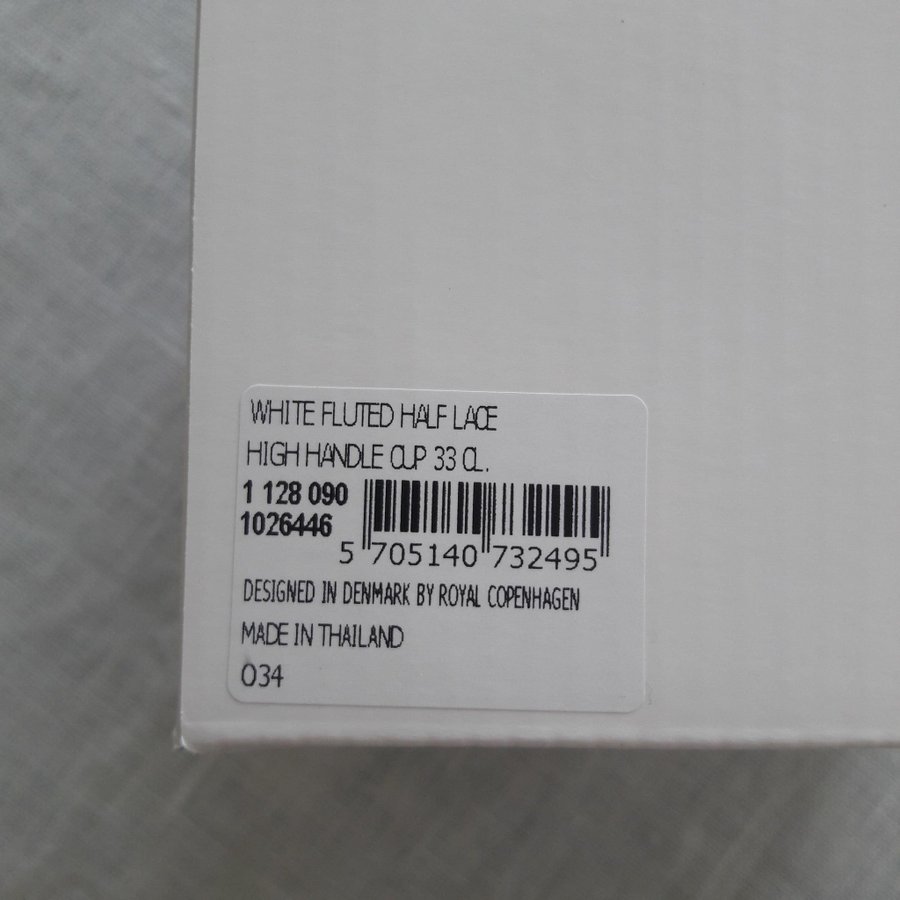 WHITE FLUTED HALF LACE
HIGH HANDLE CUP 33 CL.
1 128 090
1026446
5 705140 732495
DESIGNED IN DENMARK BY ROYAL COPENHAGEN
MADE IN THAILAND
034